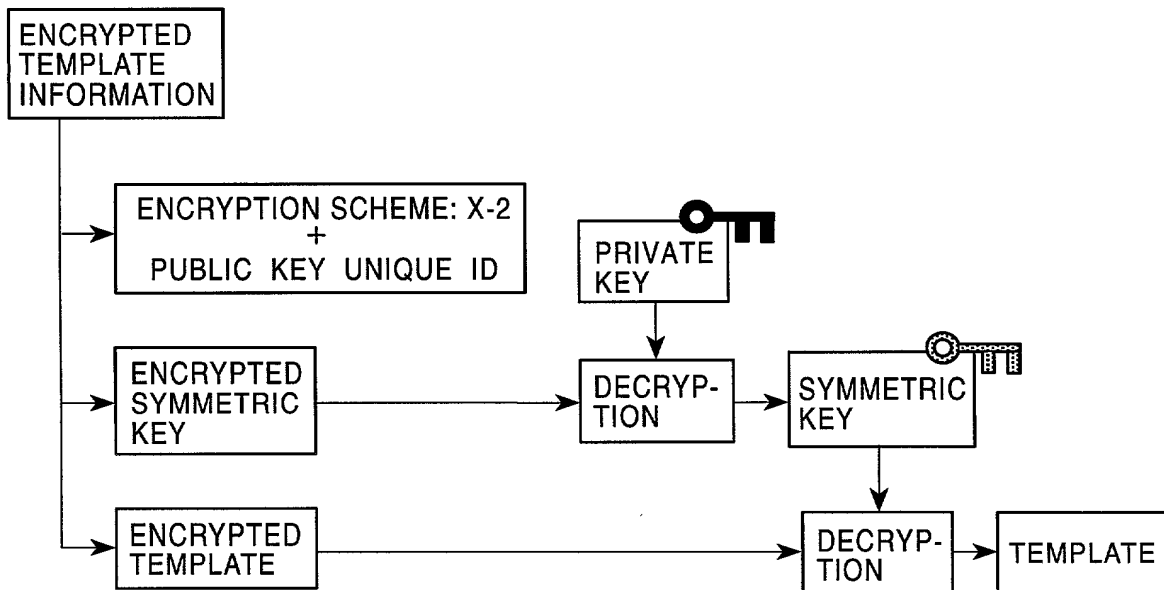 ENCRYPTED
TEMPLATE
INFORMATION
ENCRYPTION SCHEME: X-2
+
PUBLIC KEY UNIQUE ID
PRIVATE
KEY
ENCRYPTED
SYMMETRIC
KEY
DECRYP-
TION
SYMMETRIC
KEY
ENCRYPTED
TEMPLATE
DECRYP-
TION
TEMPLATE